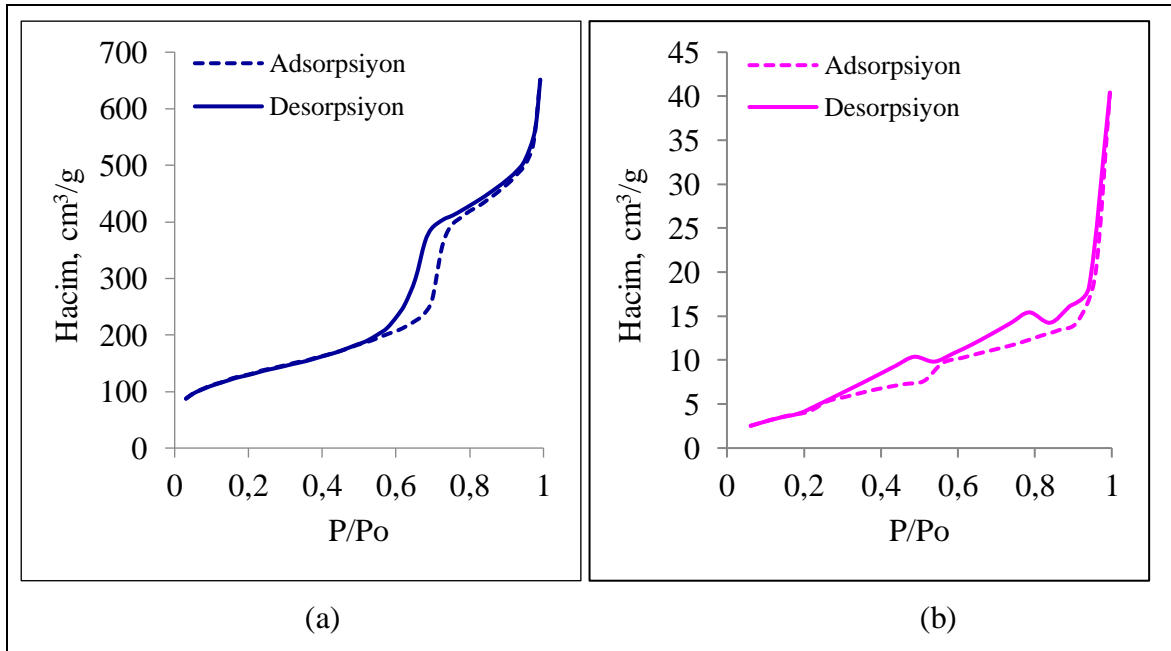 700
600
500
400
300
200
100
0
Hacim, cm³/g
Adsorpsiyon
Desorpsiyon
0 0,2 0,4 0,6 0,8 1
P/Po
(a)
45
40
35
30
25
20
15
10
5
0
Hacim, cm³/g
Adsorpsiyon
Desorpsiyon
0 0,2 0,4 0,6 0,8 1
P/Po
(b)